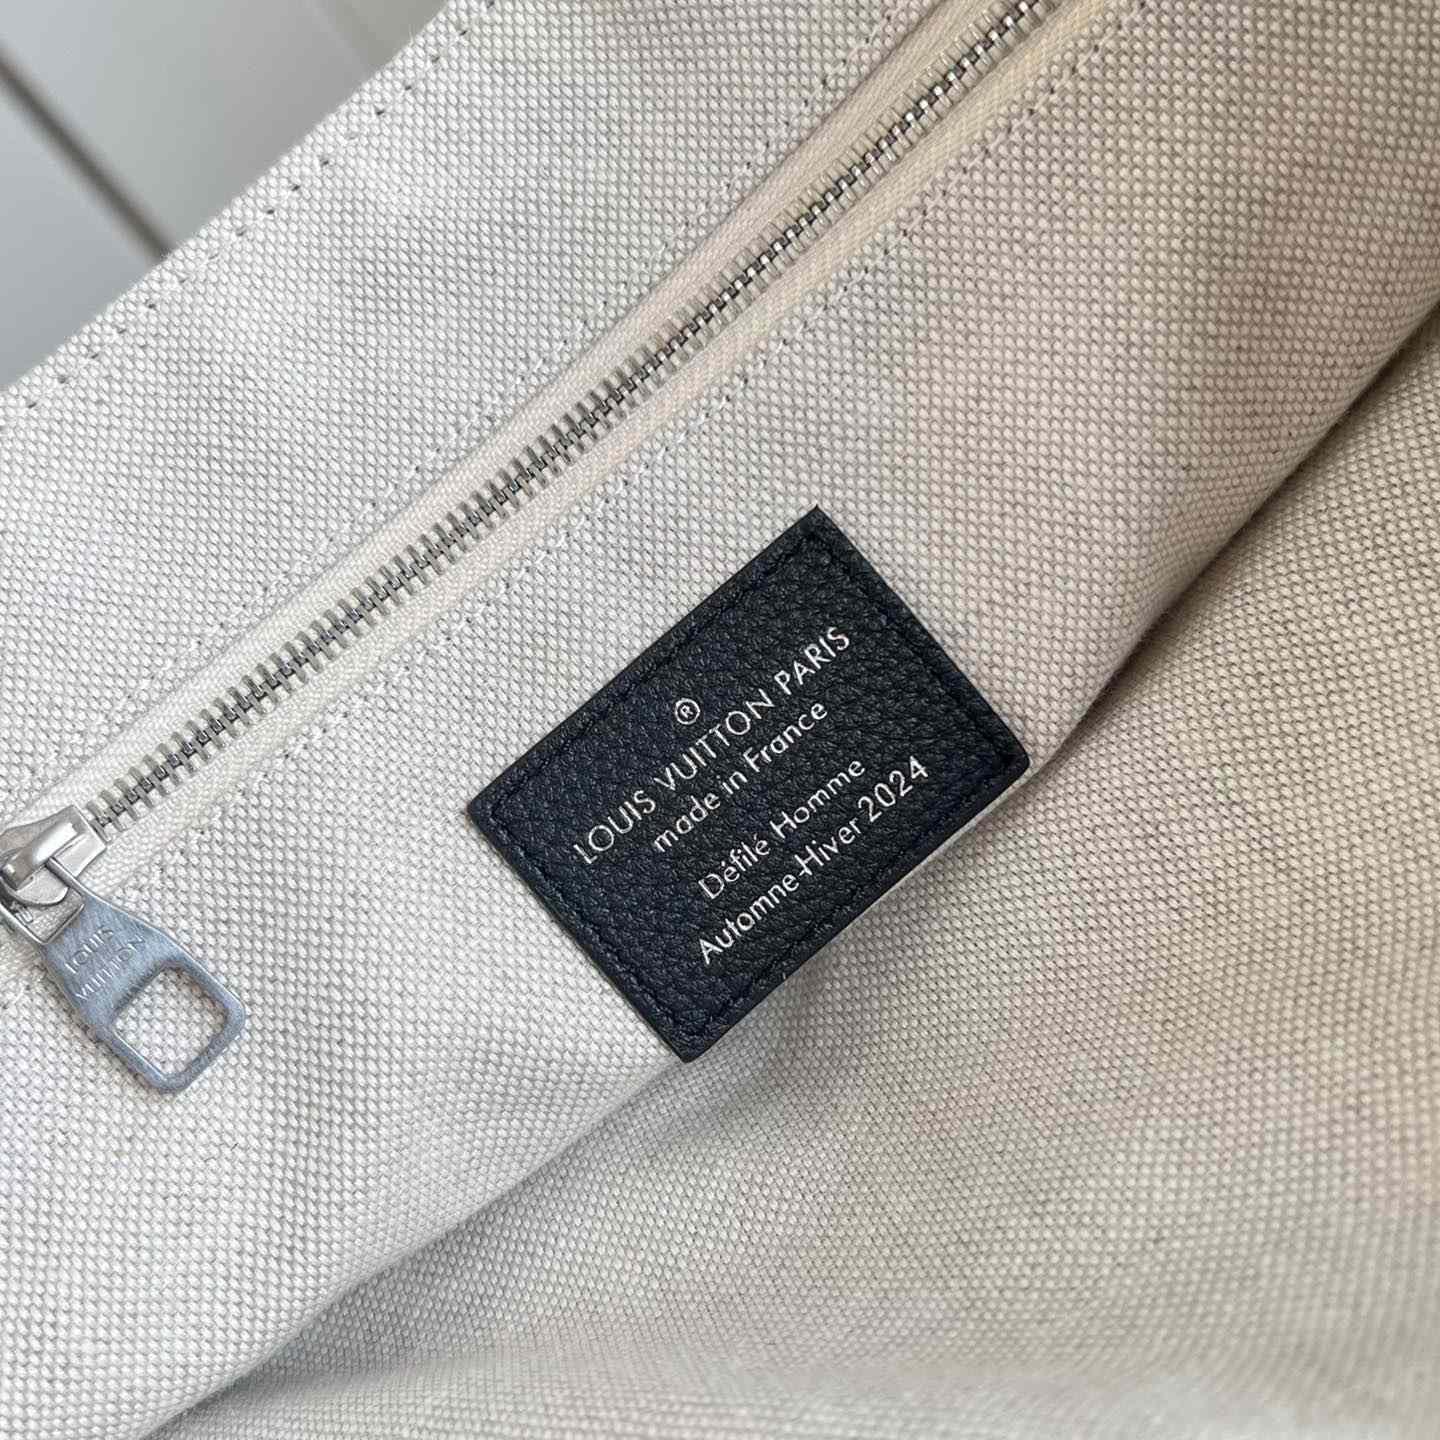 ®
LOUIS VUITTON PARIS
made in France
Défilé Homme
Automne-Hiver 2024
LOUIS
VUITTON